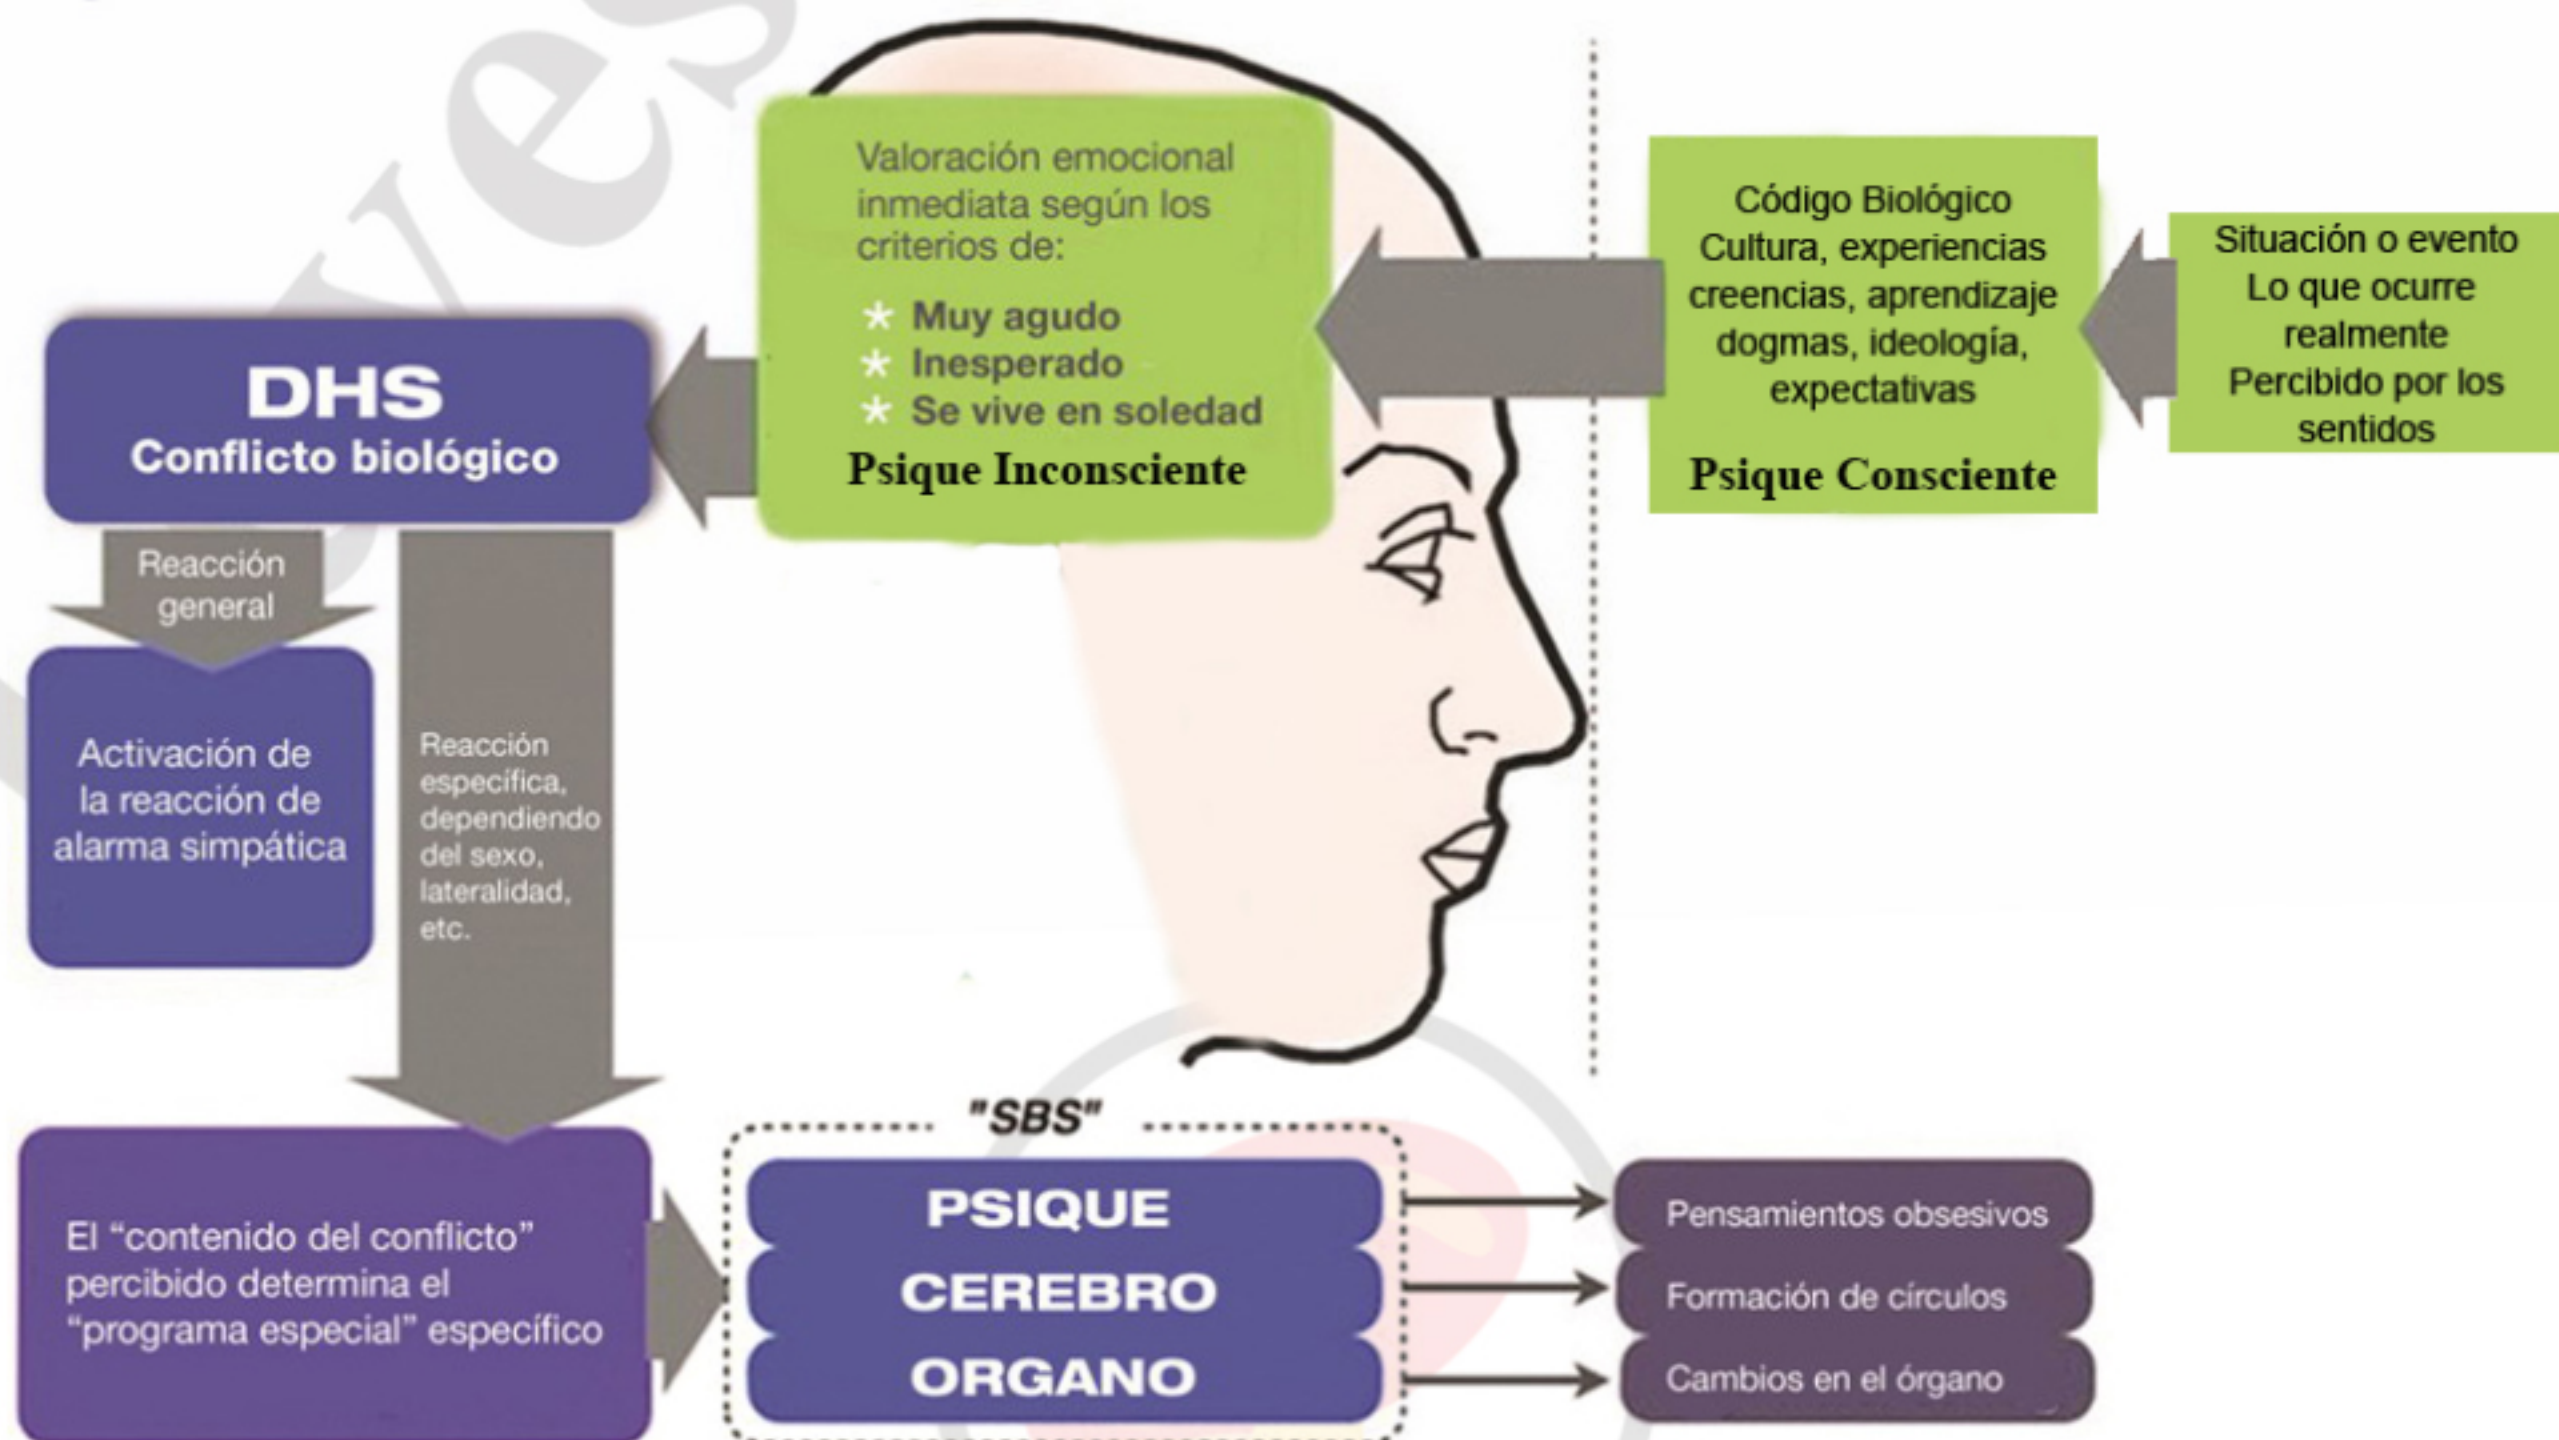 Valoración emocional
inmediata según los
criterios de:
* Muy agudo
* Inesperado
* Se vive en soledad
Psique Inconsciente
Código Biológico
Cultura, experiencias
creencias, aprendizaje
dogmas, ideología,
expectativas
Psique Consciente
Situación o evento
Lo que ocurre
realmente
Percibido por los
sentidos
DHS
Conflicto biológico
Reacción
general
Activación de
la reacción de
alarma simpática
Reacción
específica,
dependiendo
del sexo,
lateralidad,
etc.
El “contenido del conflicto”
percibido determina el
“programa especial” específico
"SBS"
PSIQUE
CEREBRO
ORGANO
Pensamientos obsesivos
Formación de círculos
Cambios en el órgano